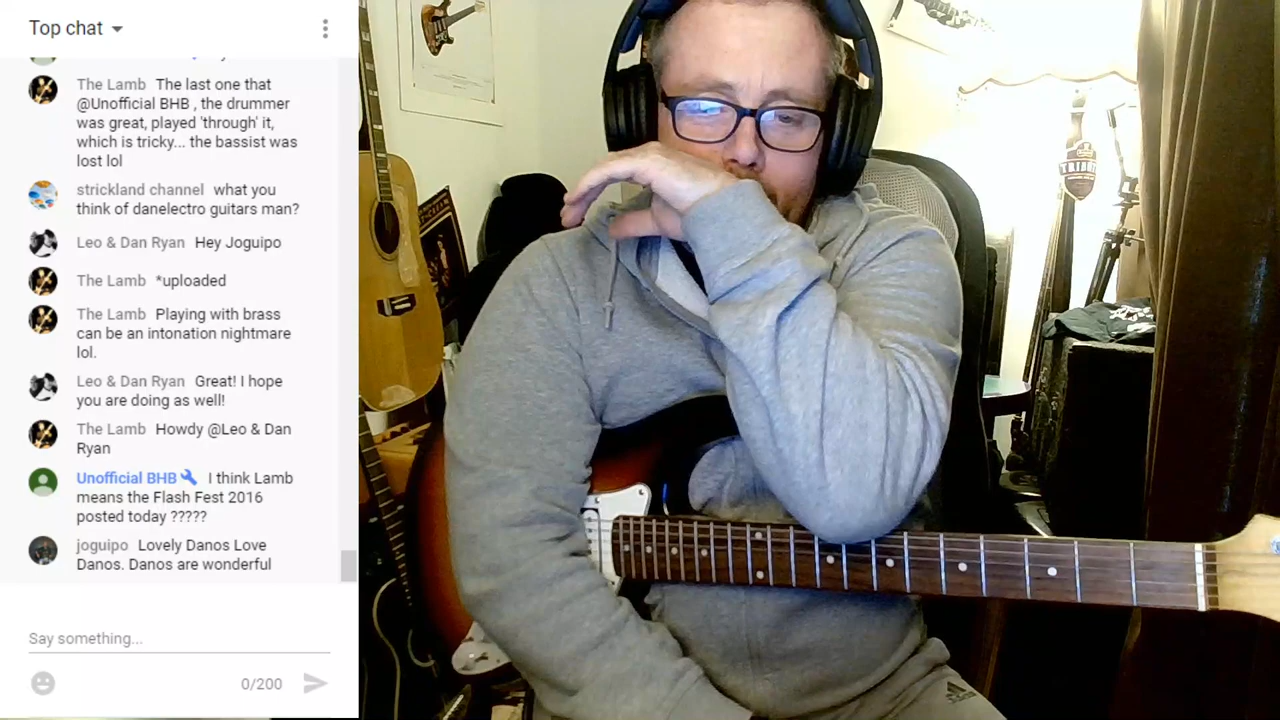 Top chat
The Lamb The last one that
@Unofficial BHB , the drummer
was great, played 'through' it,
which is tricky... the bassist was
lost lol
strickland channel what you
think of danelectro guitars man?
Leo & Dan Ryan Hey Joguipo
The Lamb *uploaded
The Lamb Playing with brass
can be an intonation nightmare
lol.
Leo & Dan Ryan Great! I hope
you are doing as well!
The Lamb Howdy @Leo & Dan
Ryan
Unofficial BHB I think Lamb
means the Flash Fest 2016
posted today ?????
joguipo Lovely Danos Love
Danos. Danos are wonderful
Say something...
0/200
TRIBUTE